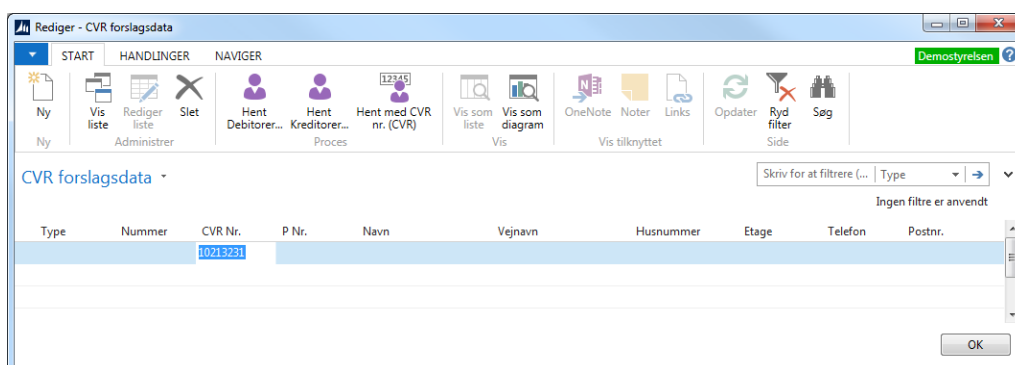 Rediger - CVR forslagsdata
START HANDLINGER NAVIGER Demostyrelsen
12345
Ny Vis liste Rediger liste Slet Hent Debitorer... Hent Kreditorer... Hent med CVR nr. (CVR) Vis som liste Vis som diagram OneNote Noter Links Opdater Ryd filter Søg
Ny Administrer Proces Vis Vis tilknyttet Side
CVR forslagsdata Skriv for at filtrere (... Type
Ingen filtre er anvendt
Type Nummer CVR Nr. P Nr. Navn Vejnavn Husnummer Etage Telefon Postnr.
10213231
OK